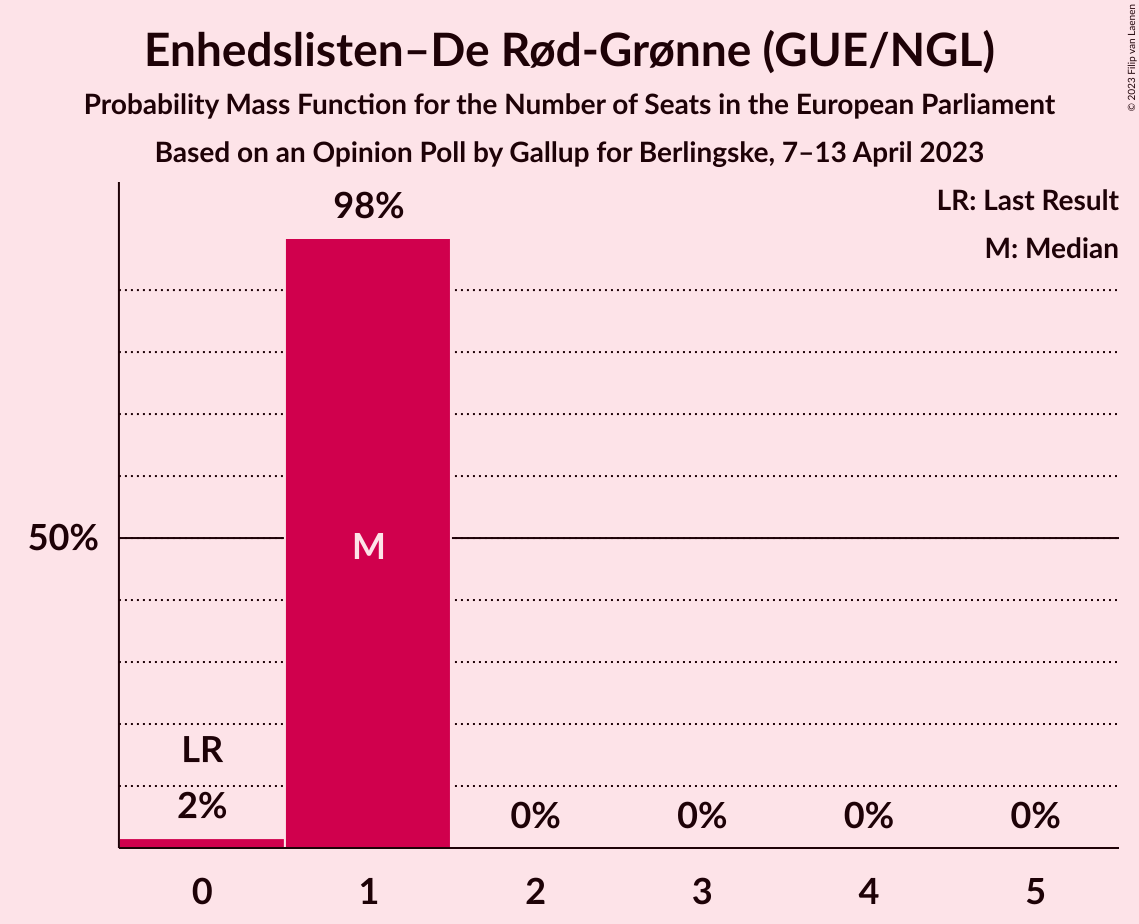 Enhedslisten–De Rød-Grønne (GUE/NGL)
Probability Mass Function for the Number of Seats in the European Parliament
Based on an Opinion Poll by Gallup for Berlingske, 7–13 April 2023
© 2023 Filip van Laenen
LR: Last Result
M: Median
98%
50%
M
LR
2%
0%
0%
0%
0%
0
1
2
3
4
5